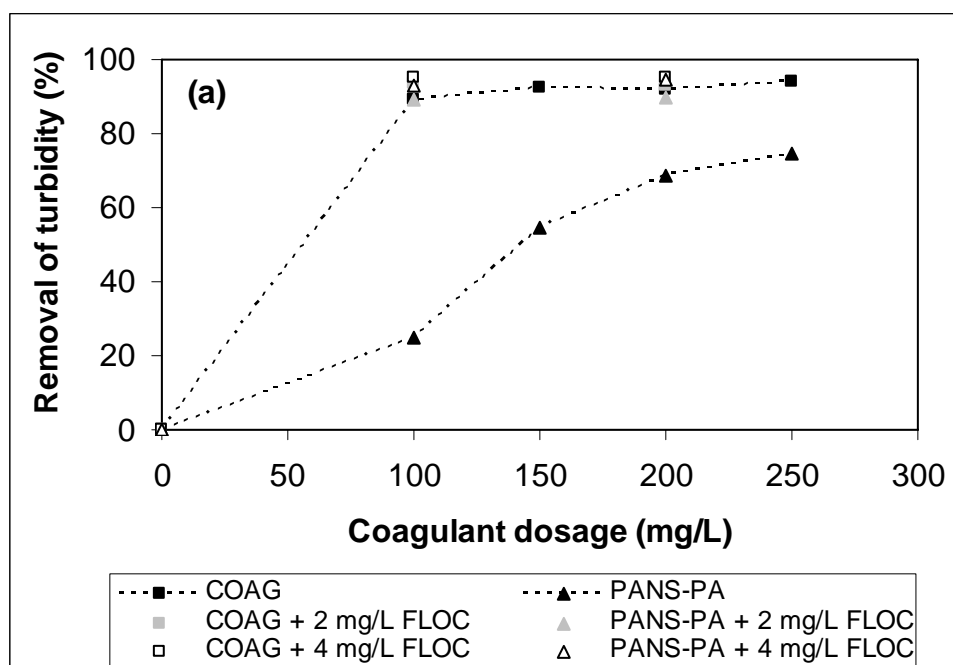 (a)
Removal of turbidity (%)
100
80
60
40
20
0
0 50 100 150 200 250 300
Coagulant dosage (mg/L)
COAG PANS-PA
COAG + 2 mg/L FLOC PANS-PA + 2 mg/L FLOC
COAG + 4 mg/L FLOC PANS-PA + 4 mg/L FLOC